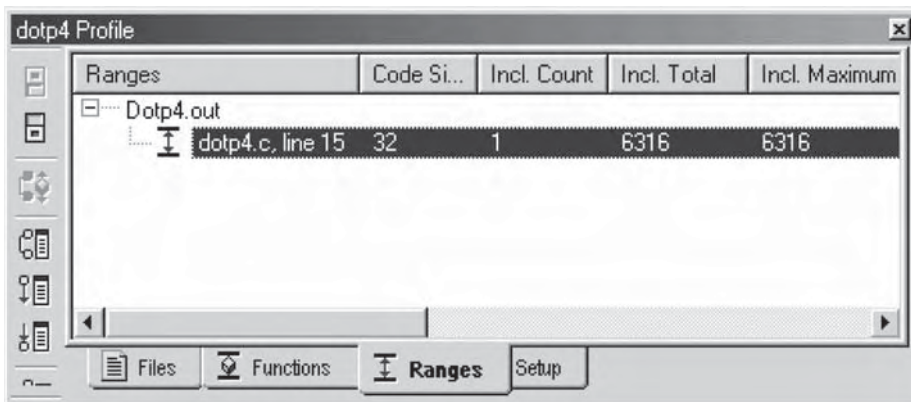 dotp4 Profile
Ranges Code Si... Incl. Count Incl. Total Incl. Maximum
Dotp4.out
dotp4.c, line 15 32 1 6316 6316
Files Functions Ranges Setup